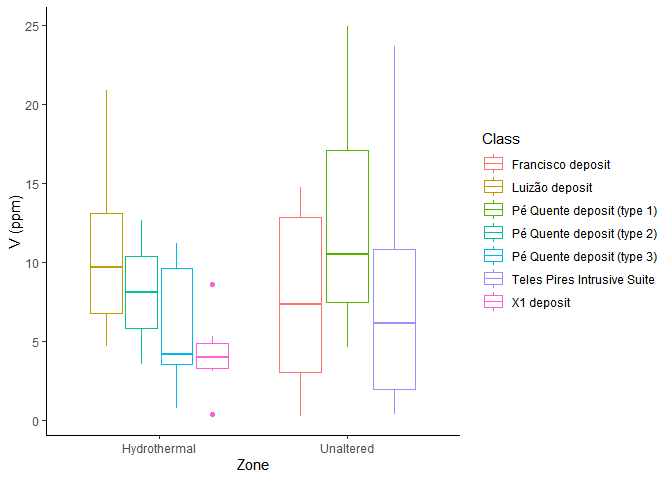 25
20
15
10
5
0
V (ppm)
Hydrothermal
Unaltered
Zone
Class
Francisco deposit
Luizão deposit
Pé Quente deposit (type 1)
Pé Quente deposit (type 2)
Pé Quente deposit (type 3)
Teles Pires Intrusive Suite
X1 deposit